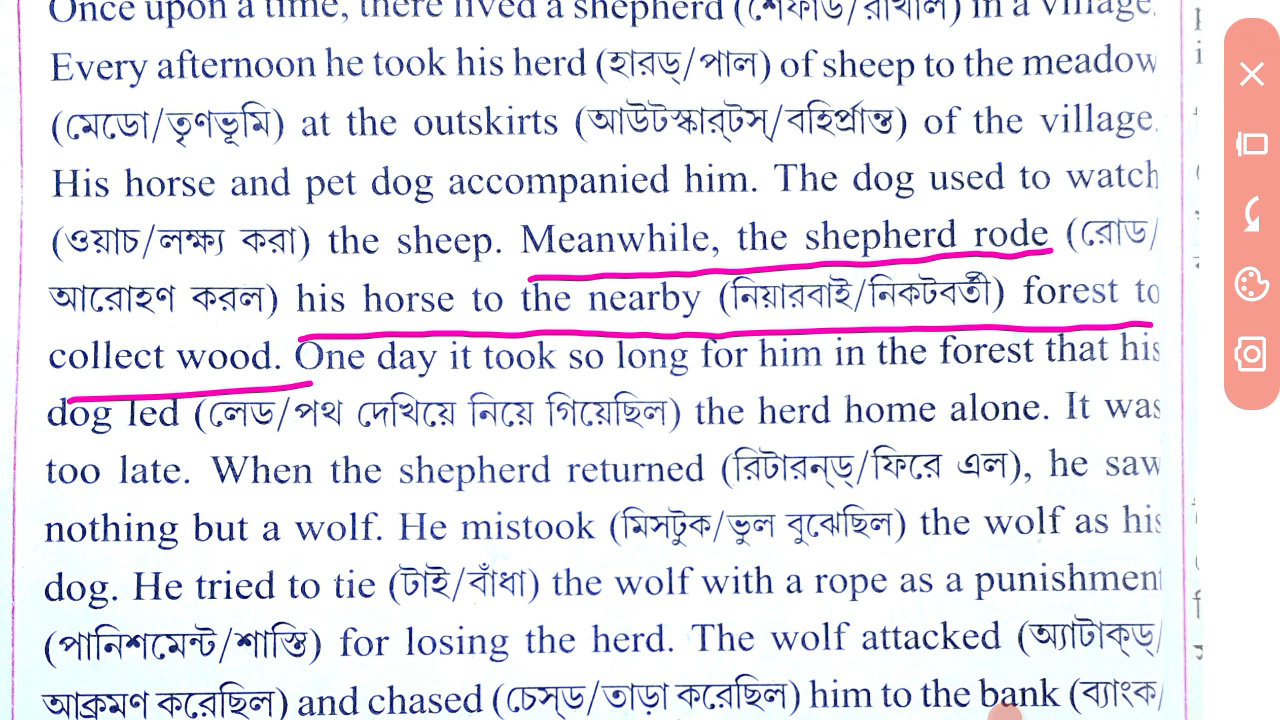 Once upon a time, there lived a shepherd (শেফার্ড/রাখাল) in a village.
Every afternoon he took his herd (হারড্/পাল) of sheep to the meadow
(মেডো/তৃণভূমি) at the outskirts (আউটস্কার্টস্/বহির্প্রান্ত) of the village.
His horse and pet dog accompanied him. The dog used to watch
(ওয়াচ/লক্ষ্য করা) the sheep. Meanwhile, the shepherd rode (রোড/
আরোহণ করল) his horse to the nearby (নিয়ারবাই/নিকটবর্তী) forest to
collect wood. One day it took so long for him in the forest that his
dog led (লেড/পথ দেখিয়ে নিয়ে গিয়েছিল) the herd home alone. It was
too late. When the shepherd returned (রিটারন্ড্/ফিরে এল), he saw
nothing but a wolf. He mistook (মিসটুক/ভুল বুঝেছিল) the wolf as his
dog. He tried to tie (টাই/বাঁধা) the wolf with a rope as a punishment
(পানিশমেন্ট/শাস্তি) for losing the herd. The wolf attacked (অ্যাটাক্ড্/
আক্রমণ করেছিল) and chased (চেস্ড/তাড়া করেছিল) him to the bank (ব্যাংক/